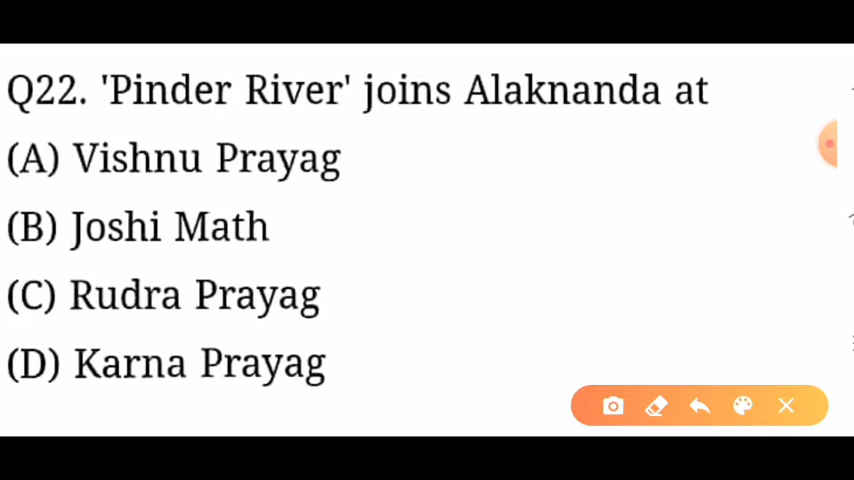 Q22. 'Pinder River' joins Alaknanda at
(A) Vishnu Prayag
(B) Joshi Math
(C) Rudra Prayag
(D) Karna Prayag